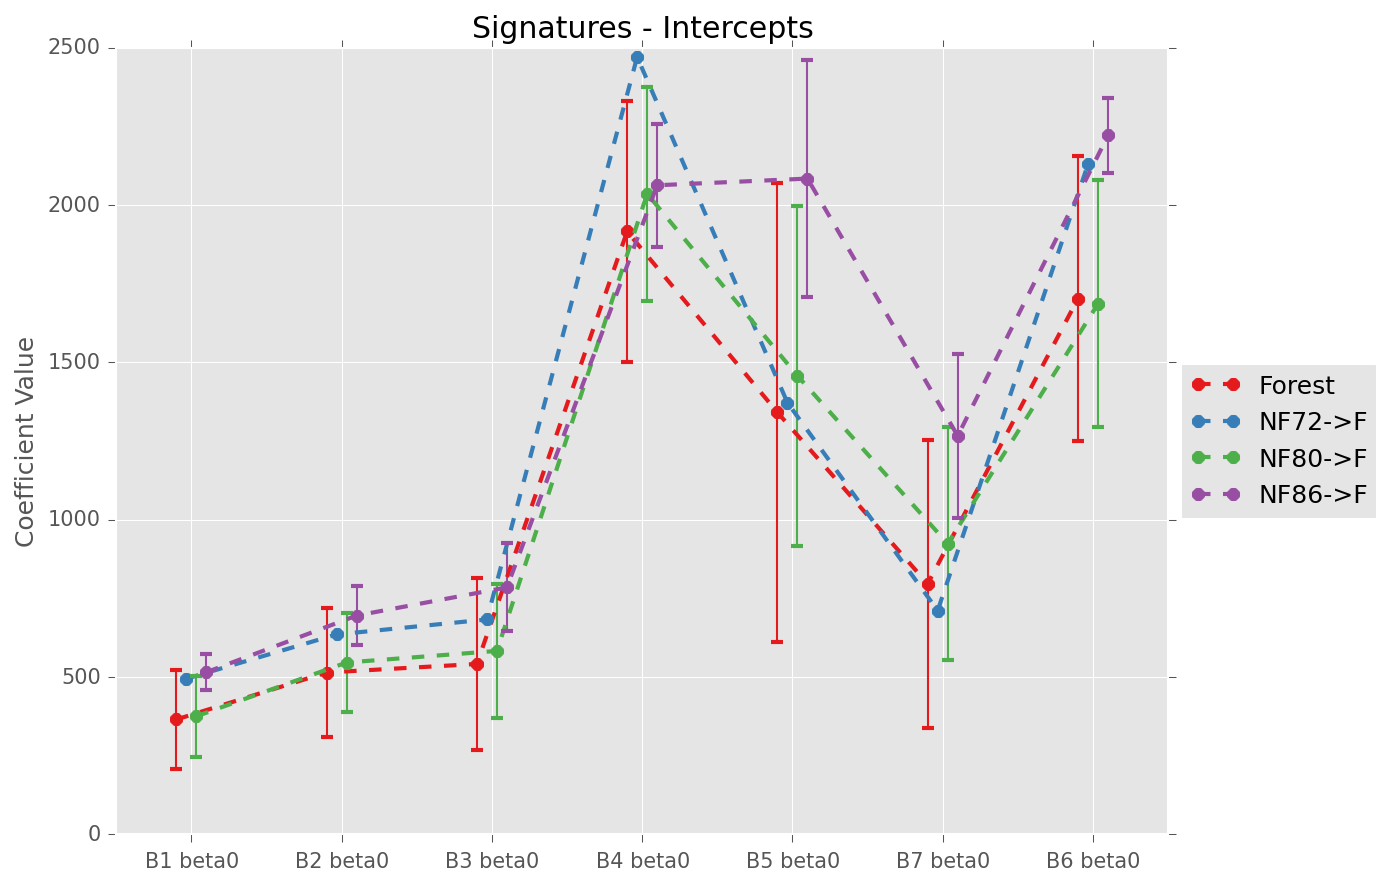 Signatures - Intercepts
Coefficient Value
2500
2000
1500
1000
500
0
B1 beta0
B2 beta0
B3 beta0
B4 beta0
B5 beta0
B7 beta0
B6 beta0
Forest
NF72->F
NF80->F
NF86->F